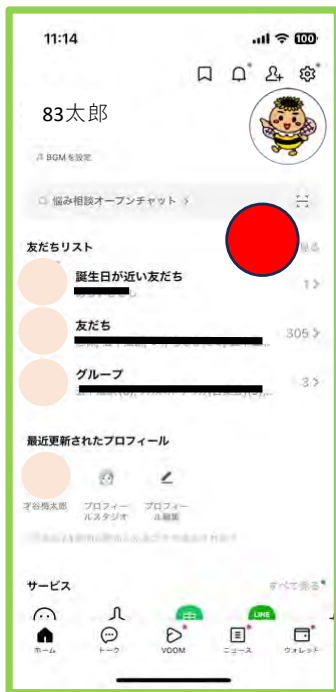 11:14
100
83太郎
BGMを設定
悩み相談オープンチャット
友だちリスト
誕生日が近い友だち
1
友だち
305
グループ
3
最近更新されたプロフィール
才谷梅太郎
プロフィー
ルスタジオ
プロフィー
ル編集
サービス
すべて見る
LINE
ホーム
トーク
VOOM
ニュース
ウォレット